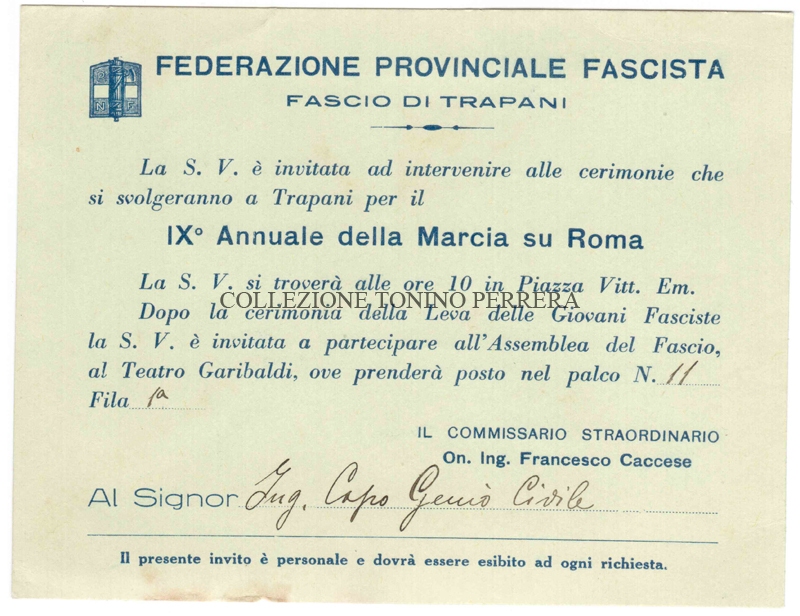 FEDERAZIONE PROVINCIALE FASCISTA
FASCIO DI TRAPANI
La S. V. è invitata ad intervenire alle cerimonie che
si svolgeranno a Trapani per il
IX° Annuale della Marcia su Roma
La S. V. si troverà alle ore 10 in Piazza Vitt. Em.
COLLEZIONE TONINO PERRERA
Dopo la cerimonia della Leva delle Giovani Fasciste
la S. V. è invitata a partecipare all'Assemblea del Fascio,
al Teatro Garibaldi, ove prenderà posto nel palco N. 11
Fila 1a
IL COMMISSARIO STRAORDINARIO
On. Ing. Francesco Caccese
Al Signor Ing. Capo Genio Civile
Il presente invito è personale e dovrà essere esibito ad ogni richiesta.